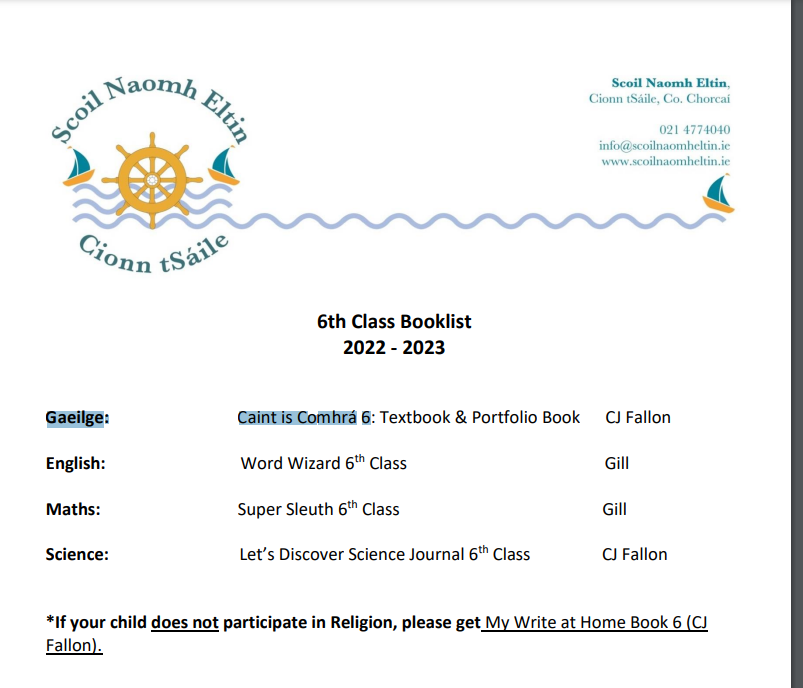 Scoil Naomh Eltin
Cionn tSáile
Scoil Naomh Eltin,
Cionn tSáile, Co. Chorcaí
021 4774040
info@scoilnaomheltin.ie
www.scoilnaomheltin.ie
6th Class Booklist
2022 - 2023
Gaeilge: Caint is Comhrá 6: Textbook & Portfolio Book CJ Fallon
English: Word Wizard 6th Class Gill
Maths: Super Sleuth 6th Class Gill
Science: Let’s Discover Science Journal 6th Class CJ Fallon
*If your child does not participate in Religion, please get My Write at Home Book 6 (CJ
Fallon).